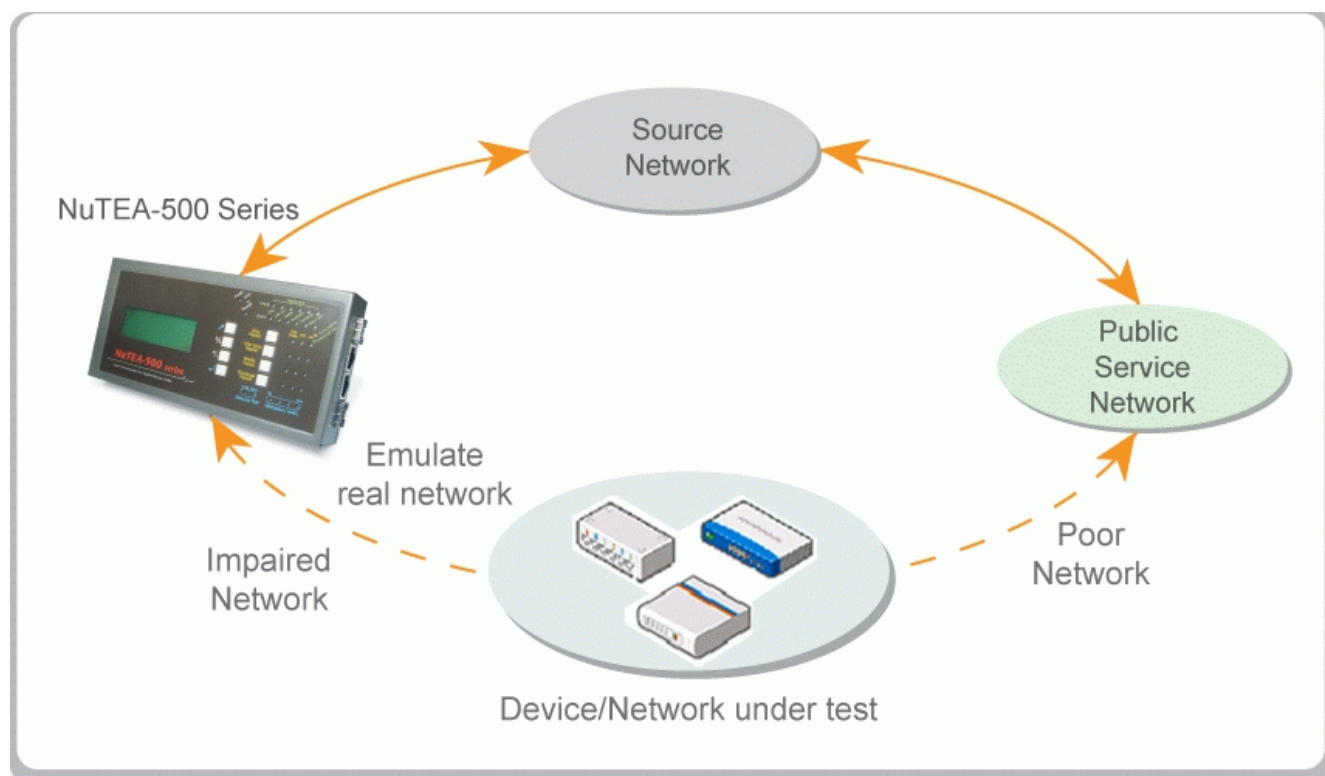 Source
Network
NuTEA-500 Series
NuTEA-500 series
Public
Service
Network
Emulate
real network
Impaired
Network
Poor
Network
Device/Network under test